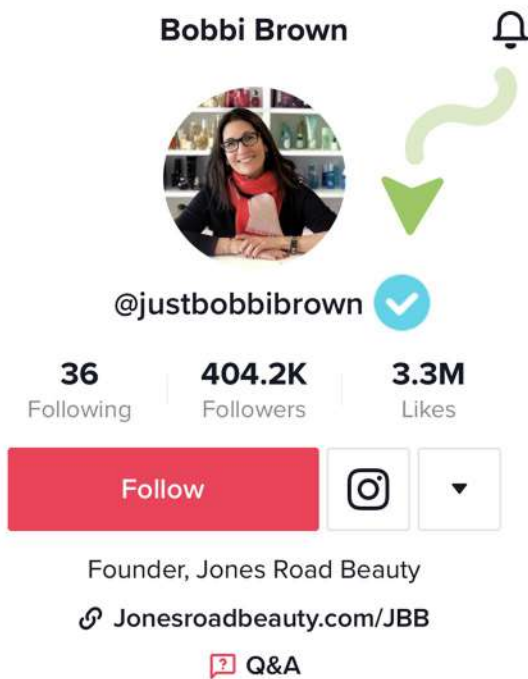 Bobbi Brown
@justbobbibrown
36 404.2K 3.3M
Following Followers Likes
Follow
Founder, Jones Road Beauty
Jonesroadbeauty.com/JBB
? Q&A